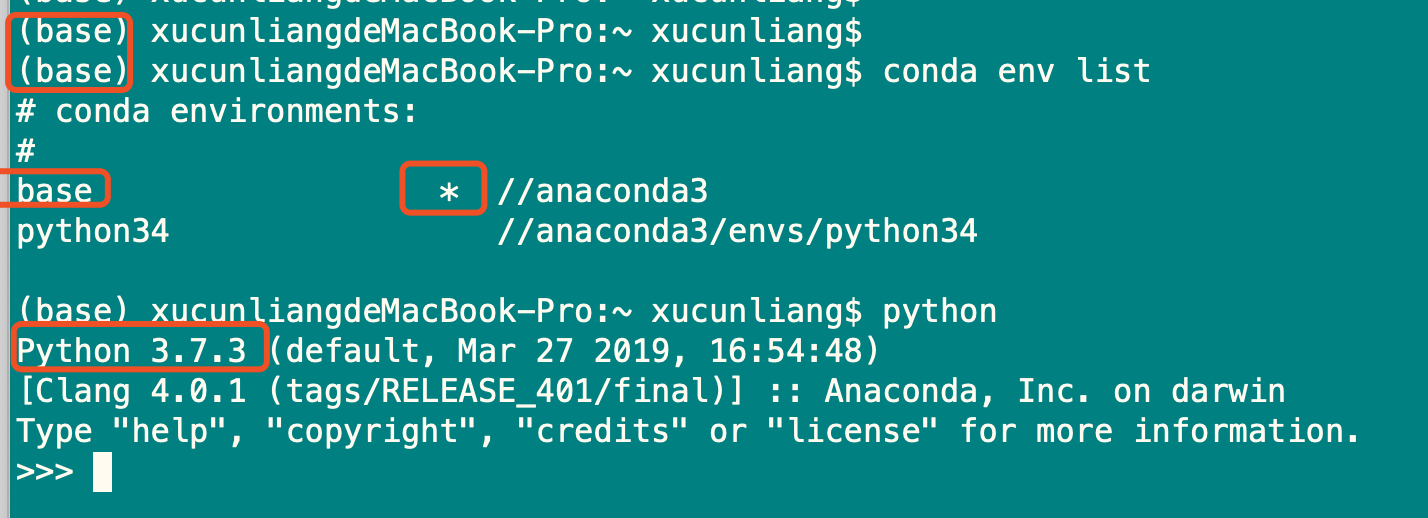 (base) xucunliangdeMacBook-Pro:~ xucunliang$
(base) xucunliangdeMacBook-Pro:~ xucunliang$
(base) xucunliangdeMacBook-Pro:~ xucunliang$ conda env list
# conda environments:
#
base                  *  //anaconda3
python34                 //anaconda3/envs/python34
(base) xucunliangdeMacBook-Pro:~ xucunliang$ python
Python 3.7.3 (default, Mar 27 2019, 16:54:48)
[Clang 4.0.1 (tags/RELEASE_401/final)] :: Anaconda, Inc. on darwin
Type "help", "copyright", "credits" or "license" for more information.
>>>